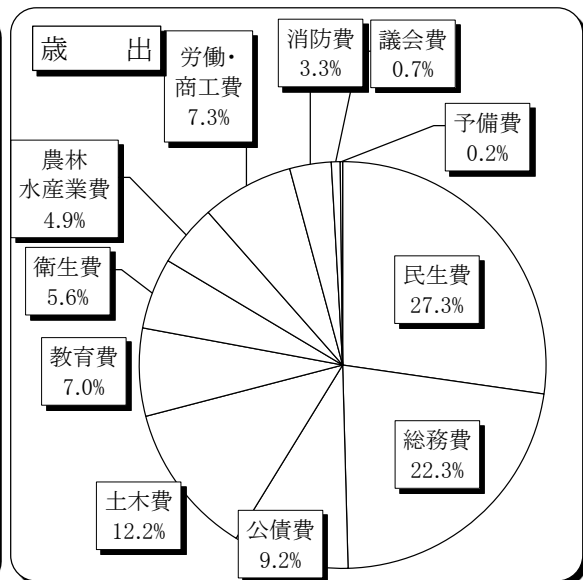 歳　　出
労働・
商工費
7.3%
消防費
3.3%
議会費
0.7%
予備費
0.2%
農林
水産業費
4.9%
衛生費
5.6%
民生費
27.3%
教育費
7.0%
総務費
22.3%
土木費
12.2%
公債費
9.2%